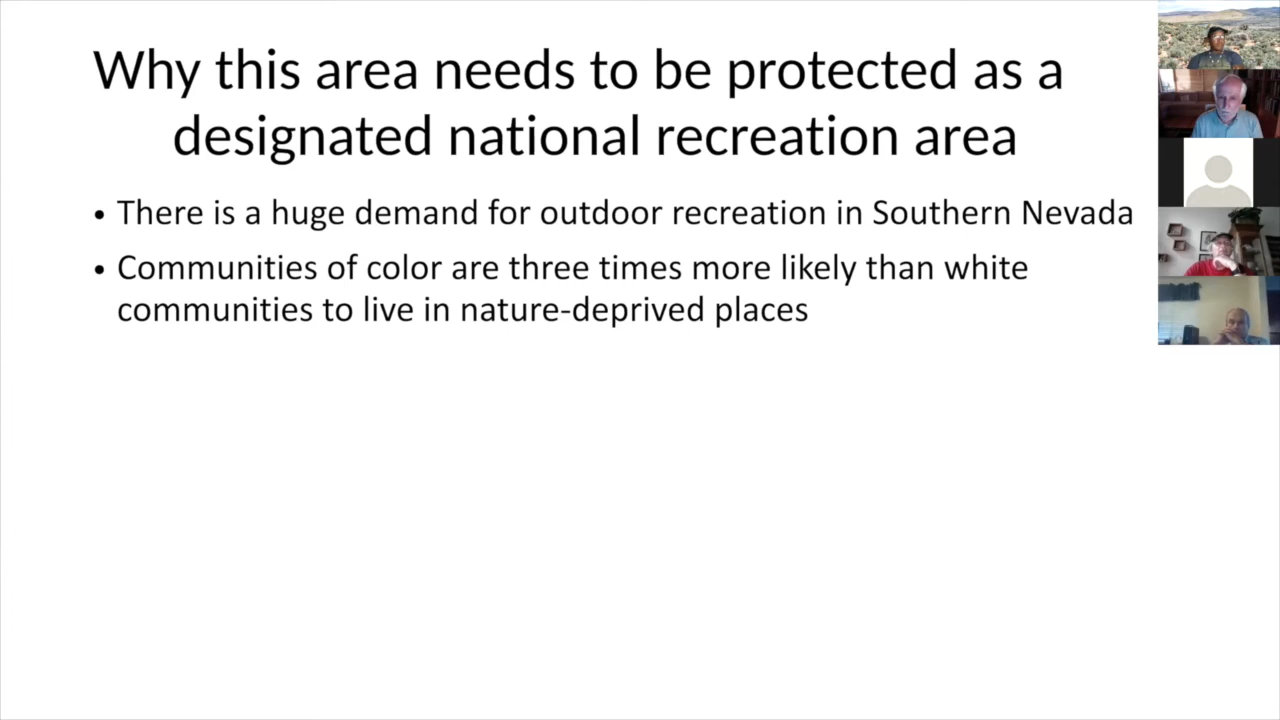 Why this area needs to be protected as a
designated national recreation area
• There is a huge demand for outdoor recreation in Southern Nevada
• Communities of color are three times more likely than white
communities to live in nature-deprived places